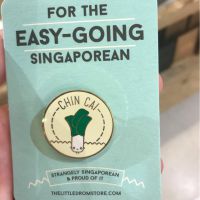 FOR THE
EASY-GOING
SINGAPOREAN
CHIN CAI
STRANGELY SINGAPOREAN
& PROUD OF IT
THELITTLEDROMSTORE.COM